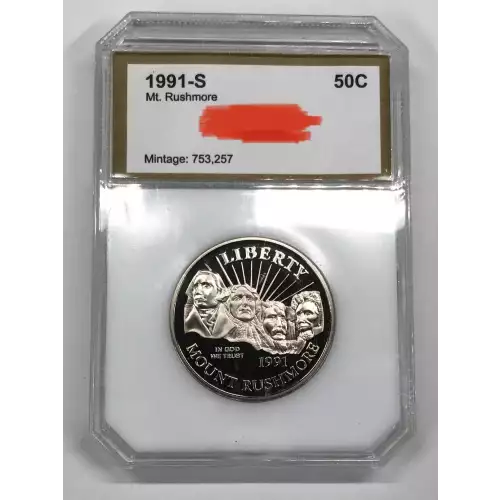 1991-S 50C
Mt. Rushmore
Mintage: 753,257
LIBERTY
IN GOD
WE TRUST
1991
MOUNT RUSHMORE